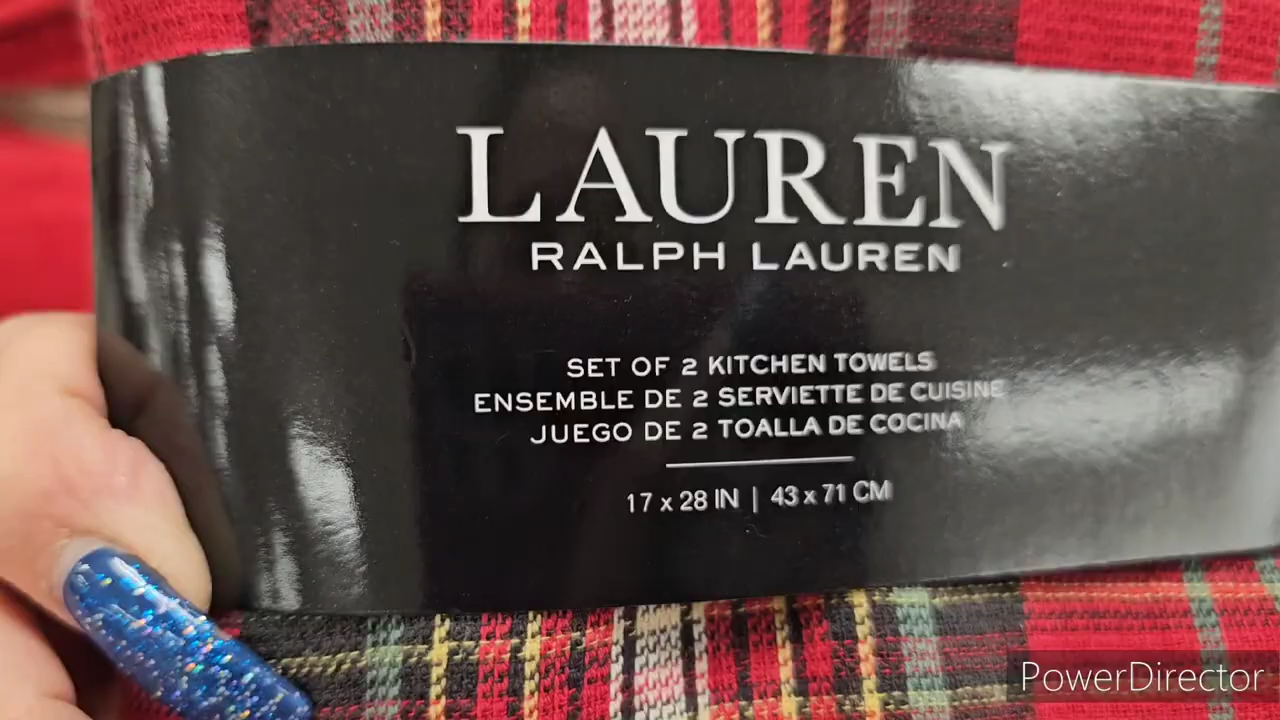 LAUREN
RALPH LAUREN
SET OF 2 KITCHEN TOWELS
ENSEMBLE DE 2 SERVIETTE DE CUISINE
JUEGO DE 2 TOALLA DE COCINA
17 x 28 IN | 43 x 71 CM
PowerDirector